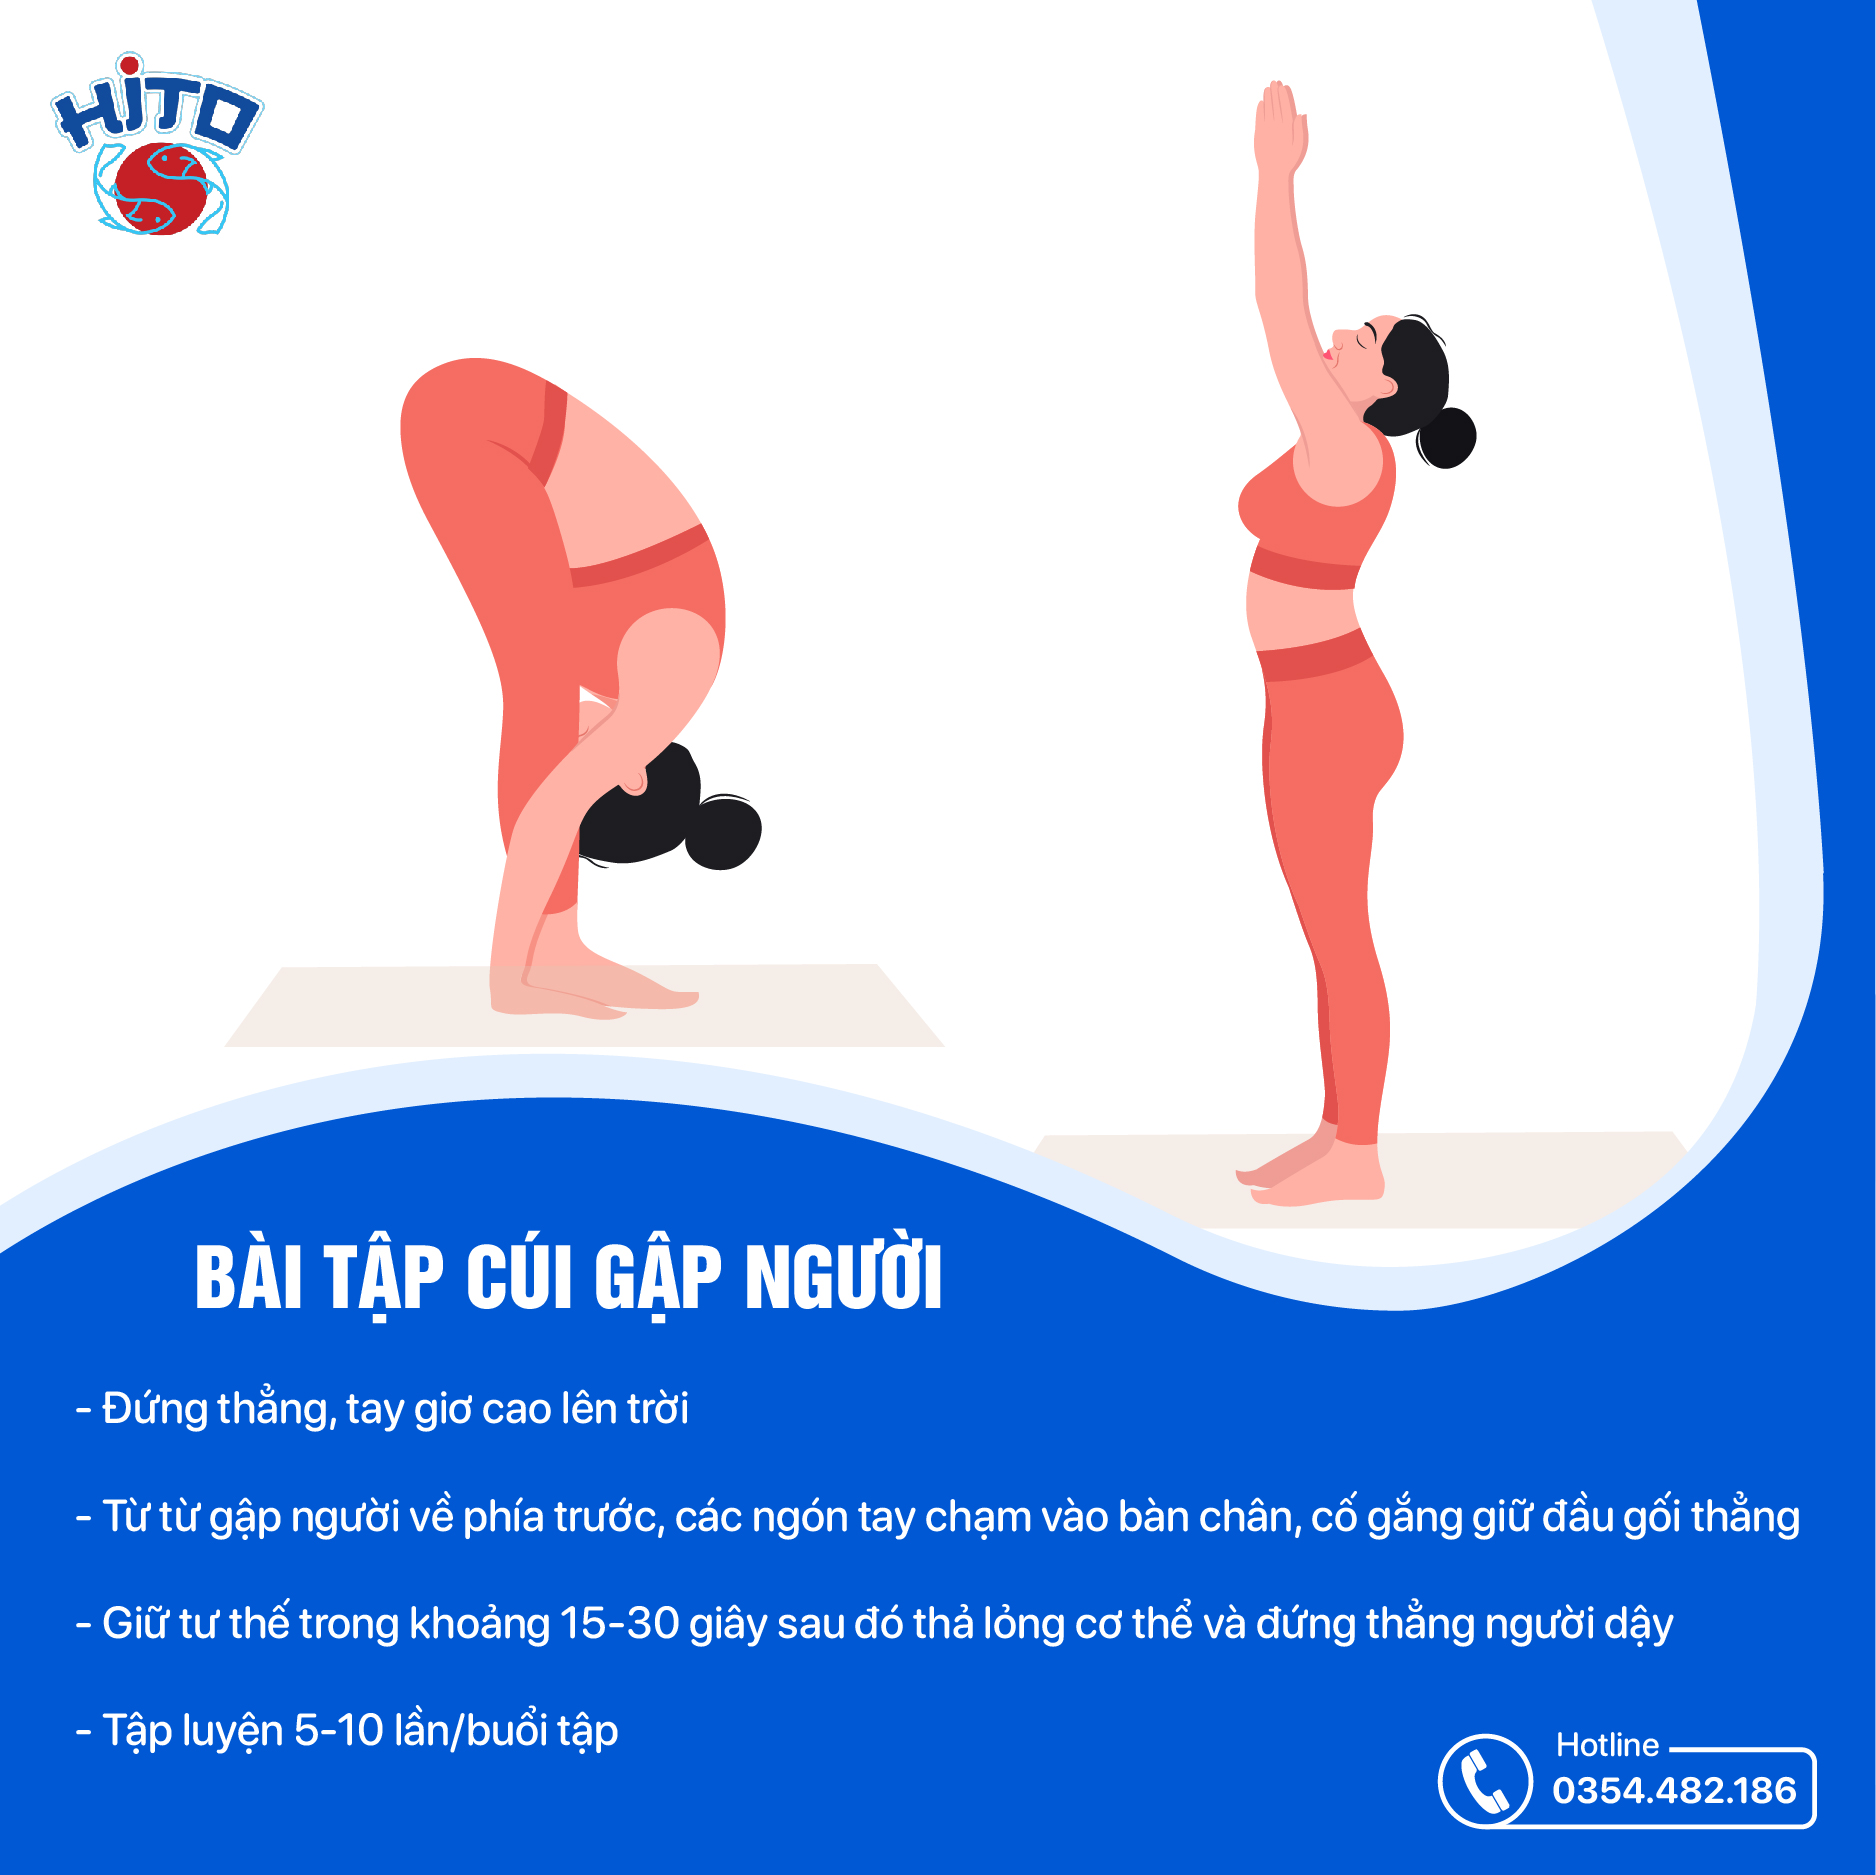 HiTO
BÀI TẬP CÚI GẬP NGƯỜI
- Đứng thẳng, tay giơ cao lên trời
- Từ từ gập người về phía trước, các ngón tay chạm vào bàn chân, cố gắng giữ đầu gối thẳng
- Giữ tư thế trong khoảng 15-30 giây sau đó thả lỏng cơ thể và đứng thẳng người dậy
- Tập luyện 5-10 lần/buổi tập
Hotline
0354.482.186